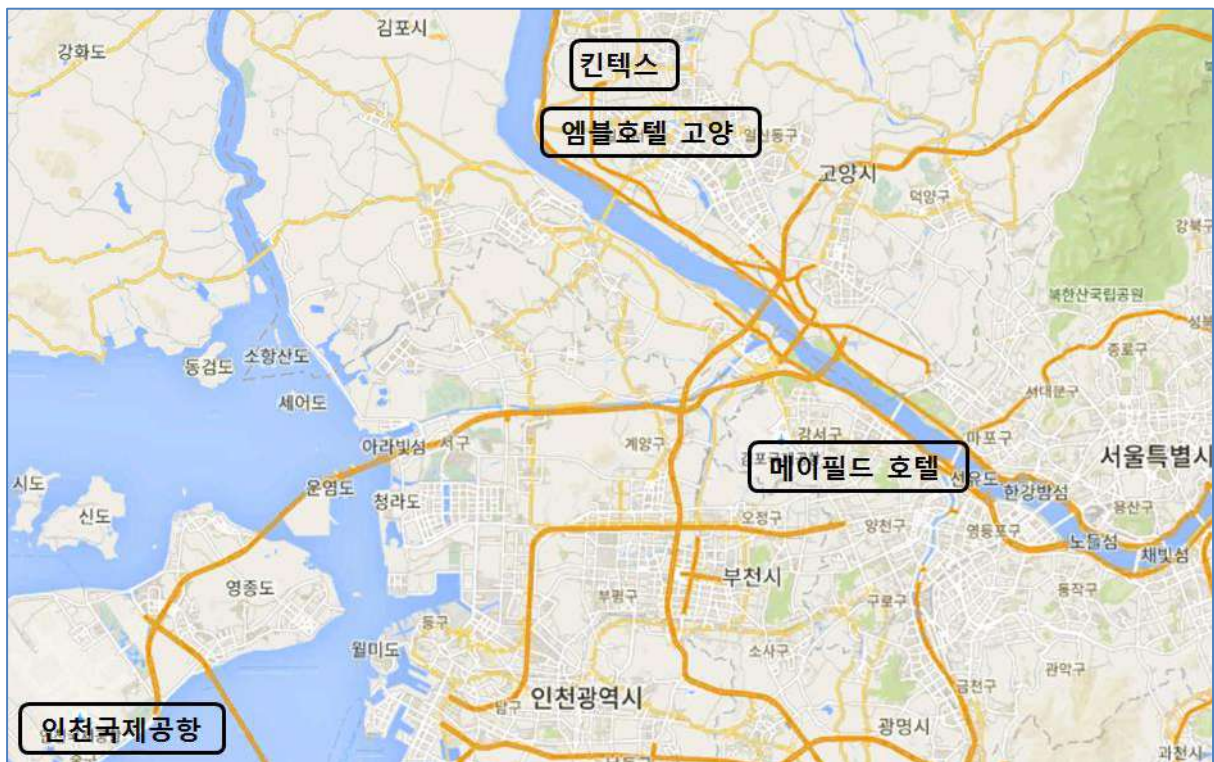 강화도
김포시
킨텍스
엠블호텔 고양
일산동구
고양시
덕양구
강북구
북한산국립공원
성북
종로구
서대문구
동검도
소항산도
세어도
마포구
서울특별시
아라빛섬
서구
계양구
강서구
메이필드 호텔
선유도
한강밤섬
용산구
시도
신도
운염도
청라도
오정구
양천구
영등포구
노들섬
채빛섬
영종도
부천시
부평구
구로구
동작구
동구
월미도
소사구
관악구
인천광역시
남구
금천구
광명시
인천국제공항
과천시